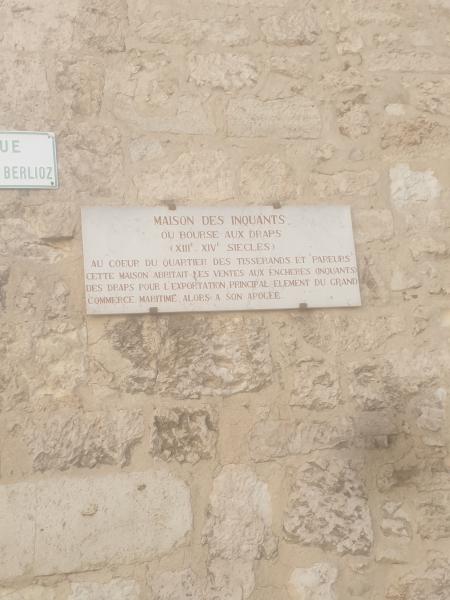 UE
BERLIOZ
MAISON DES INQUANTS
OU BOURSE AUX DRAPS
(XIIIe. XIVe SIECLES)
AU COEUR DU QUARTIER DES TISSERANDS ET "PAREURS"
CETTE MAISON ABRITAIT LES VENTES AUX ENCHERES (INQUANTS)
DES DRAPS POUR L'EXPORTATION PRINCIPAL ELEMENT DU GRAND
COMMERCE MARITIME, ALORS A SON APOGEE.